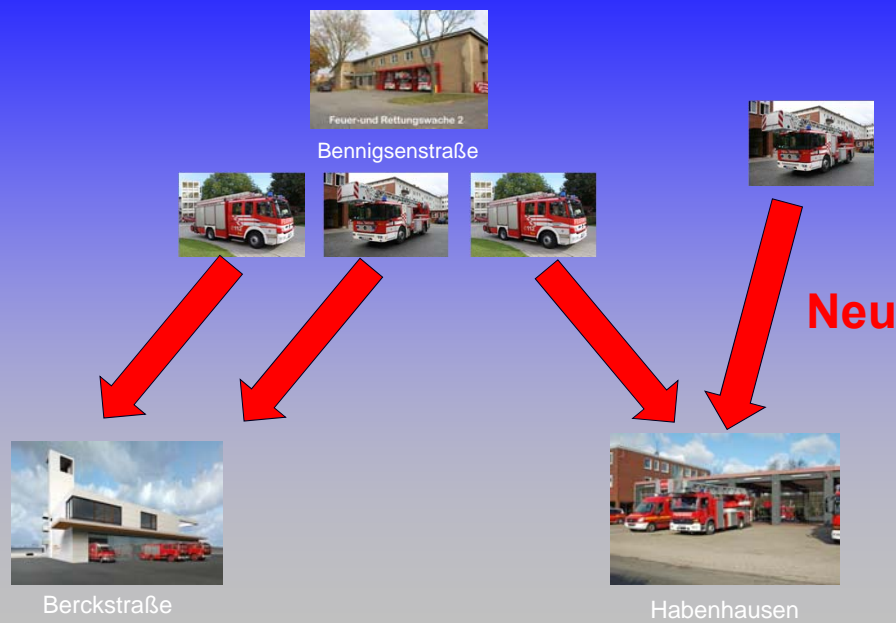 Feuer-und Rettungswache 2
Bennigsenstraße
Neu
Berckstraße
Habenhausen